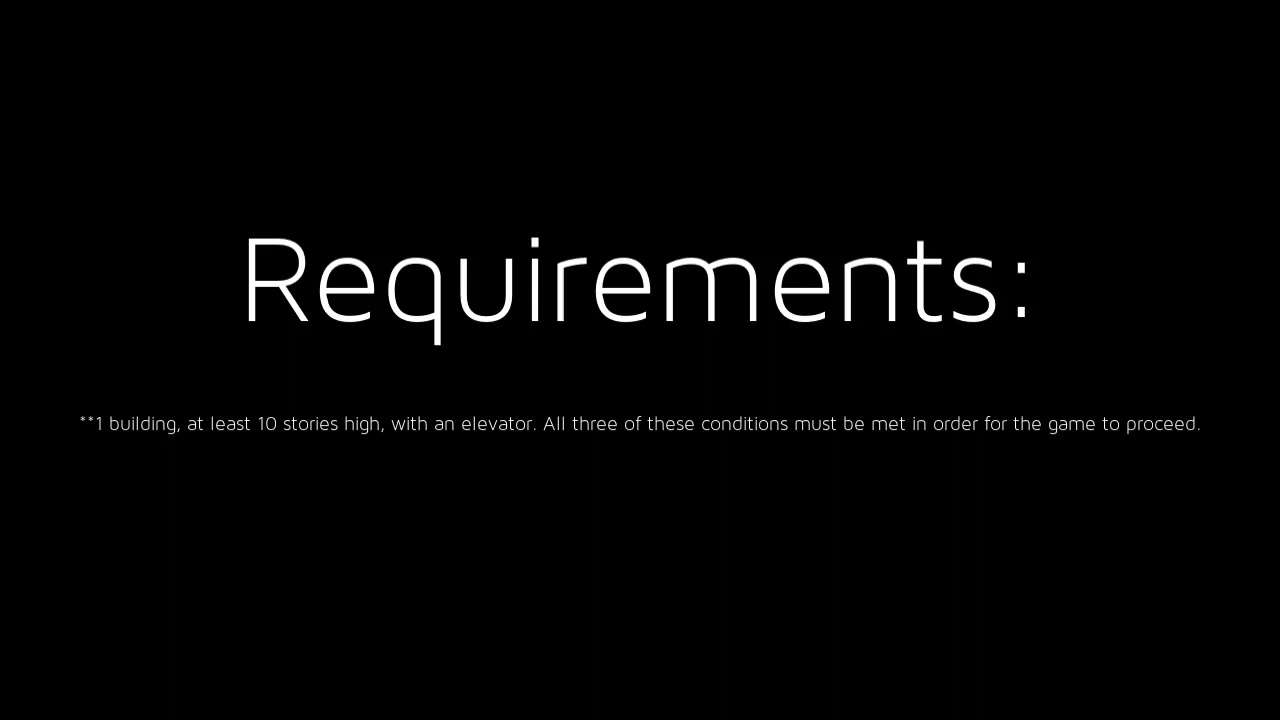 Requirements:
**1 building, at least 10 stories high, with an elevator. All three of these conditions must be met in order for the game to proceed.